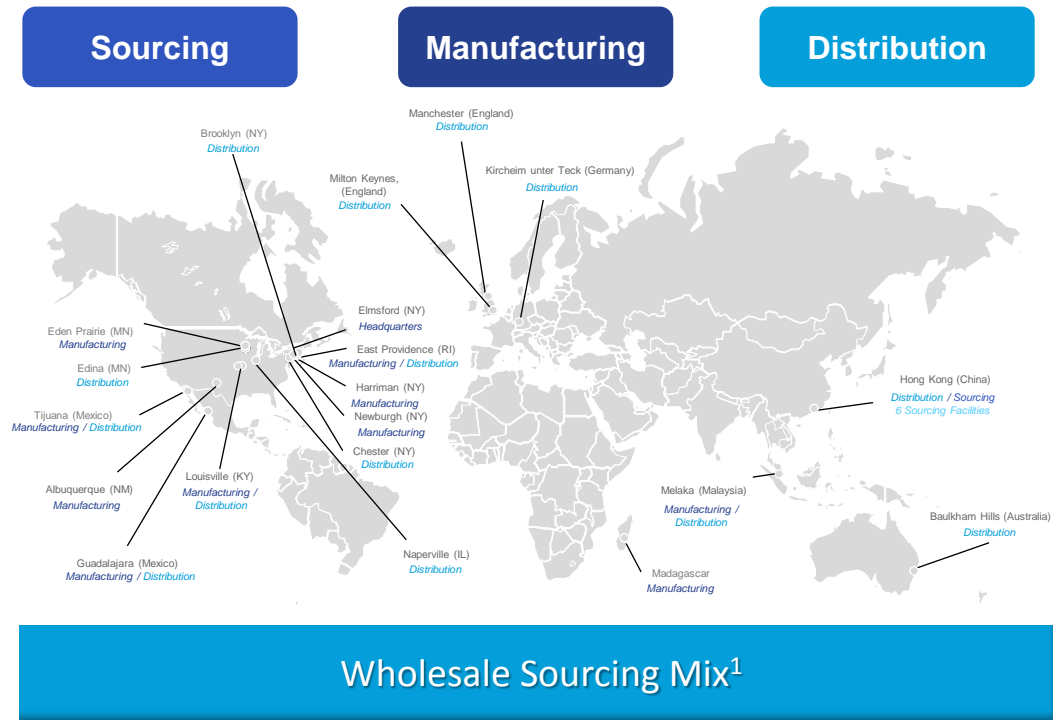 Sourcing
Manufacturing
Distribution
Manchester (England)
Distribution
Brooklyn (NY)
Distribution
Milton Keynes,
(England)
Distribution
Kircheim unter Teck (Germany)
Distribution
Eden Prairie (MN)
Manufacturing
Edina (MN)
Distribution
Tijuana (Mexico)
Manufacturing / Distribution
Albuquerque (NM)
Manufacturing
Louisville (KY)
Manufacturing /
Distribution
Guadalajara (Mexico)
Manufacturing / Distribution
Elmsford (NY)
Headquarters
East Providence (RI)
Manufacturing / Distribution
Harriman (NY)
Manufacturing
Newburgh (NY)
Manufacturing
Chester (NY)
Distribution
Naperville (IL)
Distribution
Hong Kong (China)
Distribution / Sourcing
6 Sourcing Facilities
Melaka (Malaysia)
Manufacturing /
Distribution
Baulkham Hills (Australia)
Distribution
Madagascar
Manufacturing
Wholesale Sourcing Mix¹